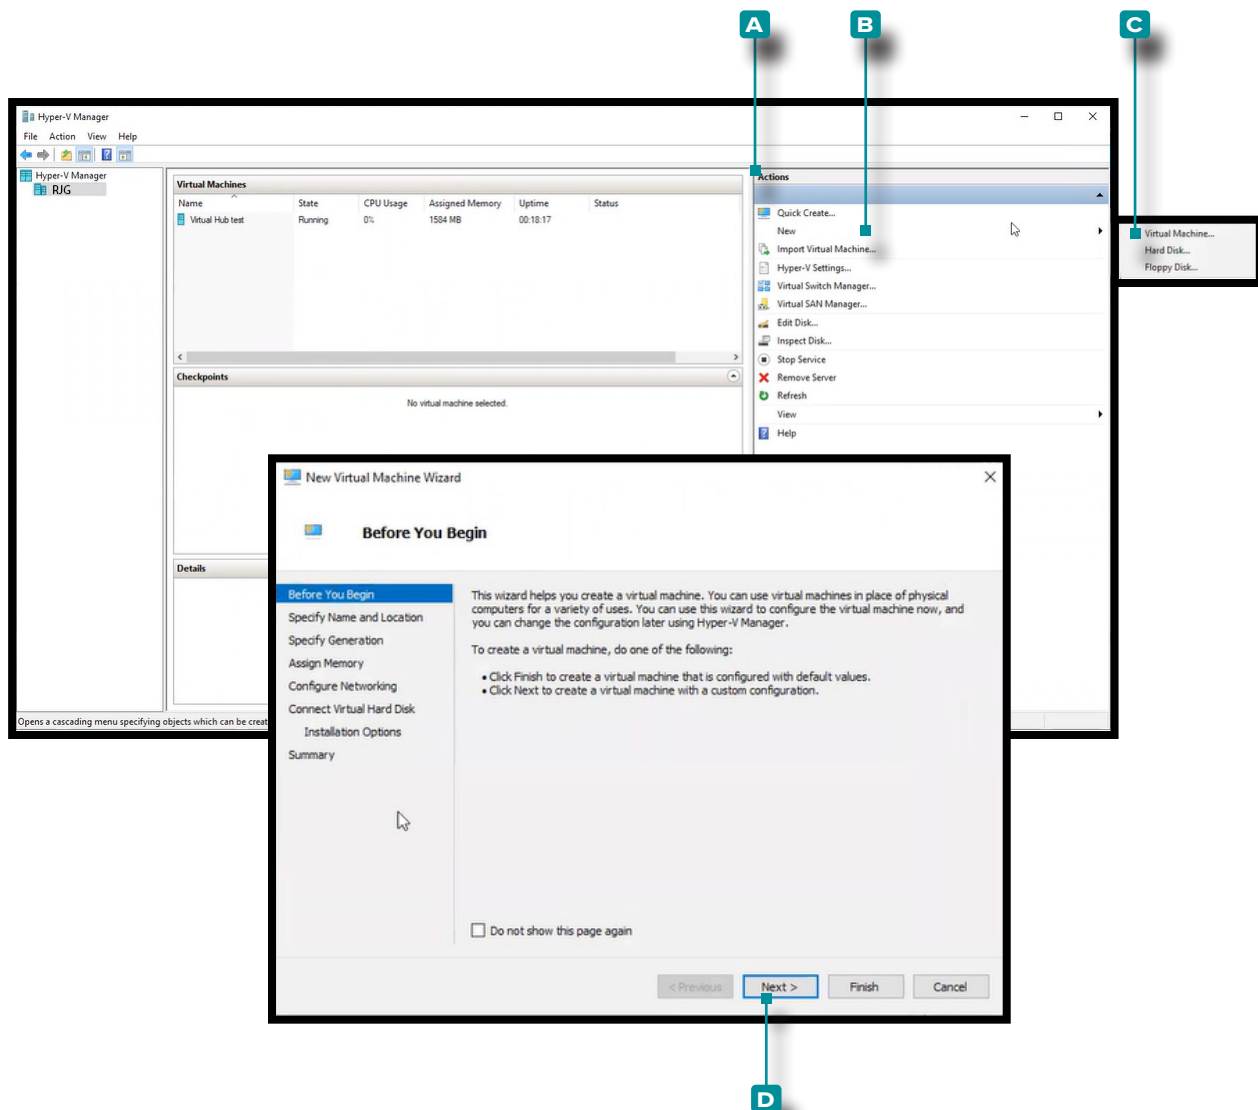 A
B
C
Hyper-V Manager
File Action View Help
Hyper-V Manager
RJG
Virtual Machines
Name State CPU Usage Assigned Memory Uptime Status
Virtual Hub test Running 0% 1584 MB 00:18:17
Checkpoints
No virtual machine selected.
Details
Actions
Quick Create...
New
Import Virtual Machine...
Hyper-V Settings...
Virtual Switch Manager...
Virtual SAN Manager...
Edit Disk...
Inspect Disk...
Stop Service
Remove Server
Refresh
View
Help
Virtual Machine...
Hard Disk...
Floppy Disk...
Opens a cascading menu specifying objects which can be creat
New Virtual Machine Wizard
Before You Begin
Before You Begin
Specify Name and Location
Specify Generation
Assign Memory
Configure Networking
Connect Virtual Hard Disk
Installation Options
Summary
This wizard helps you create a virtual machine. You can use virtual machines in place of physical
computers for a variety of uses. You can use this wizard to configure the virtual machine now, and
you can change the configuration later using Hyper-V Manager.
To create a virtual machine, do one of the following:
• Click Finish to create a virtual machine that is configured with default values.
• Click Next to create a virtual machine with a custom configuration.
Do not show this page again
< Previous Next > Finish Cancel
D